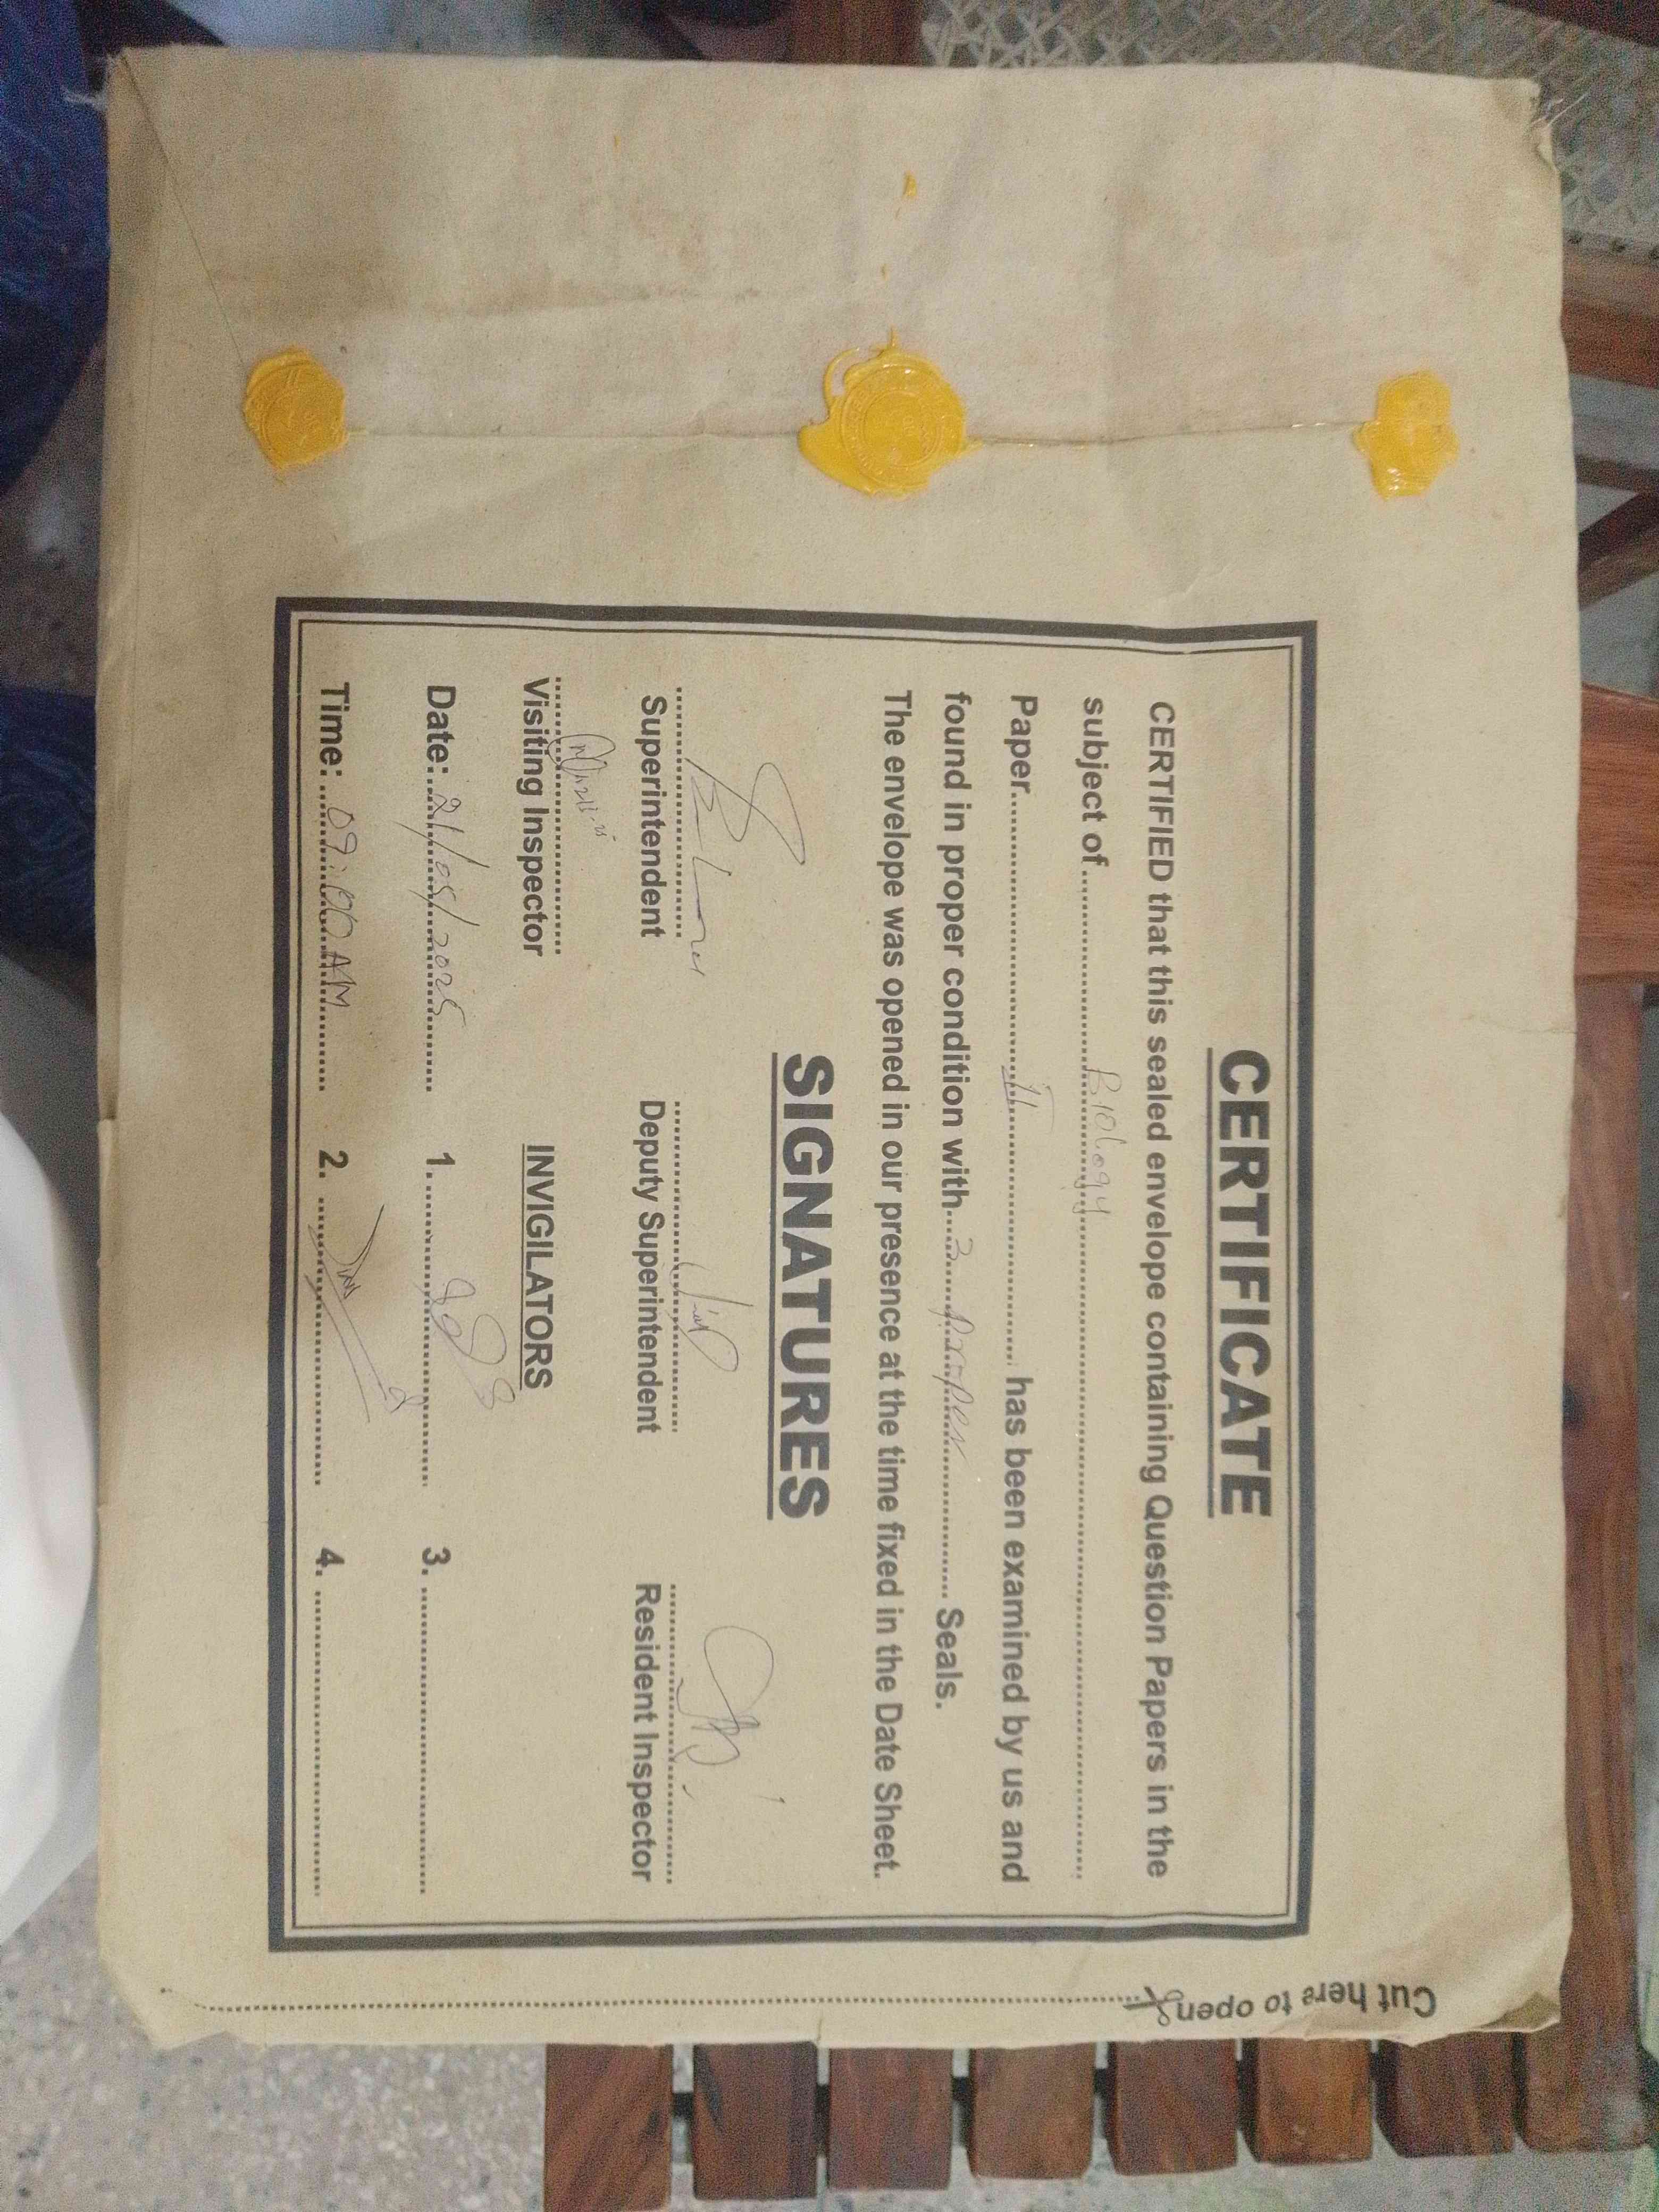 CERTIFICATE
CERTIFIED that this sealed envelope containing Question Papers in the
subject of..........Biology..........
Paper..........II.......... has been examined by us and
found in proper condition with....3....proper.......... Seals.
The envelope was opened in our presence at the time fixed in the Date Sheet.
SIGNATURES
Superintendent Deputy Superintendent Resident Inspector
Visiting Inspector INVIGILATORS
Date: 21/05/2025 1. .......... 3. ..........
Time: 09:00 AM 2. .......... 4. ..........
Cut here to open